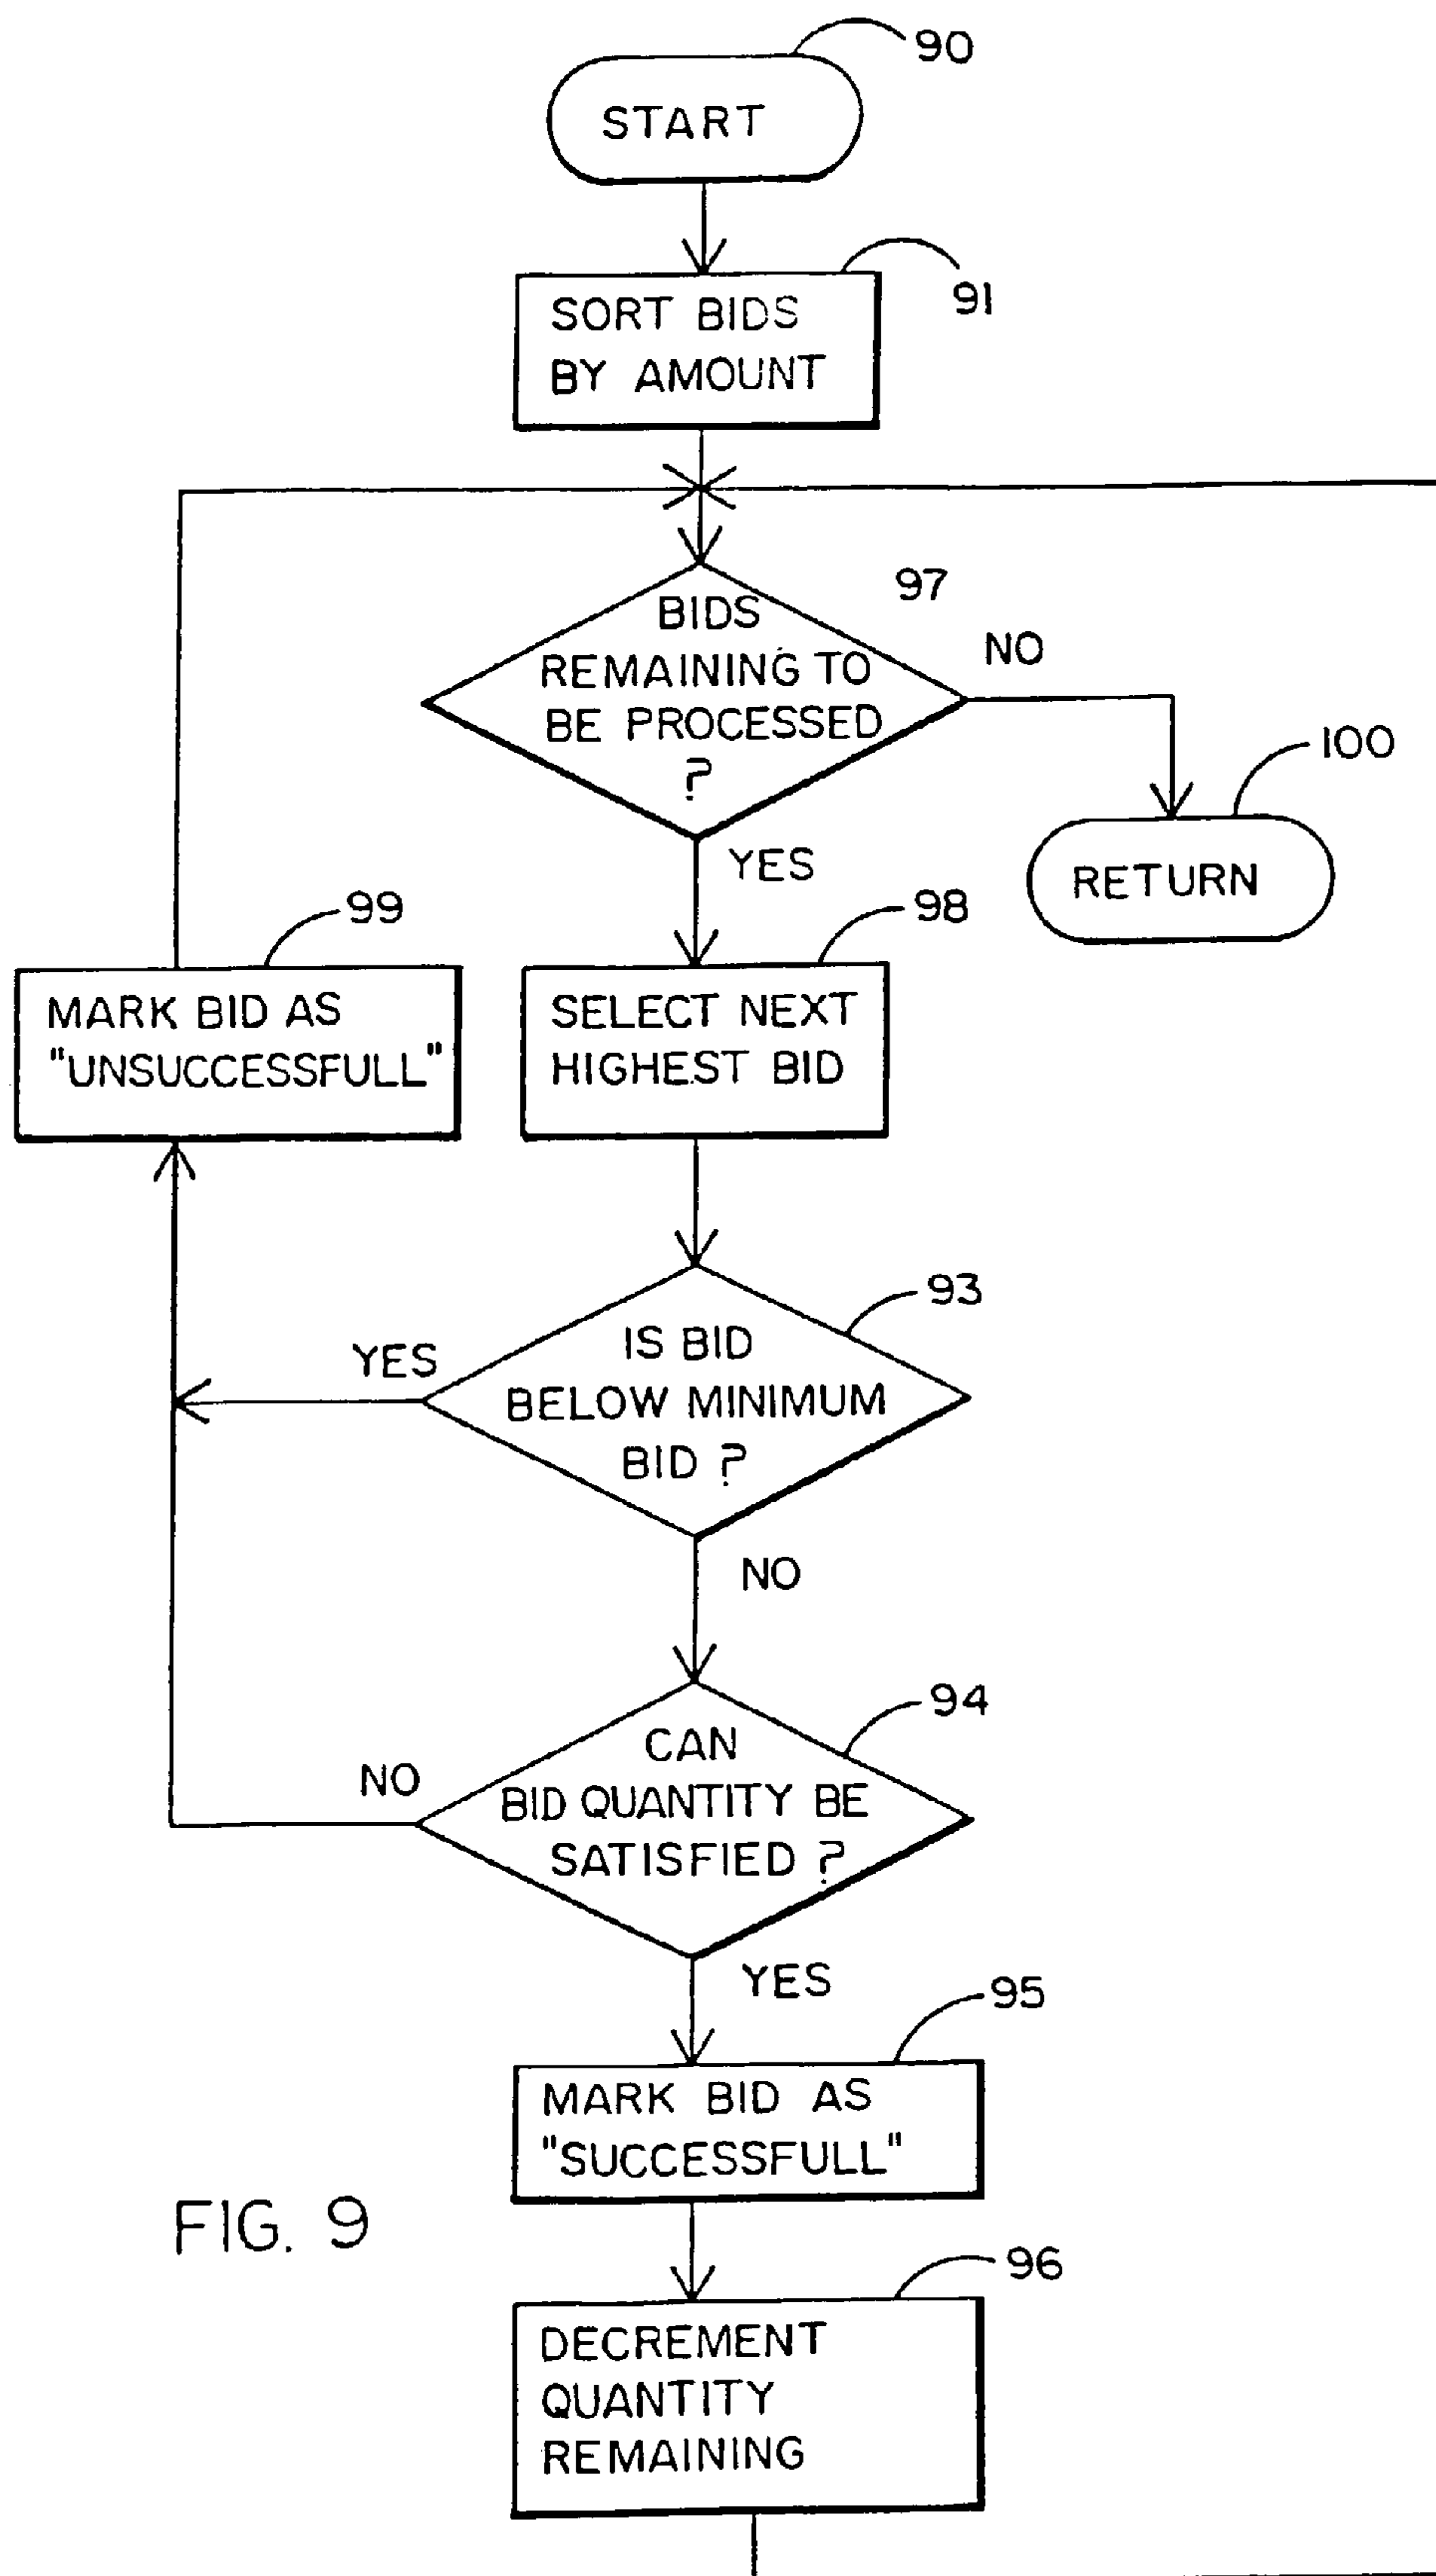 90
START
91
SORT BIDS
BY AMOUNT
97
BIDS
REMAINING TO
BE PROCESSED
?
NO
100
RETURN
YES
99
MARK BID AS
"UNSUCCESSFULL"
98
SELECT NEXT
HIGHEST BID
93
IS BID
BELOW MINIMUM
BID ?
YES
NO
94
CAN
BID QUANTITY BE
SATISFIED ?
NO
YES
95
MARK BID AS
"SUCCESSFULL"
FIG. 9
96
DECREMENT
QUANTITY
REMAINING